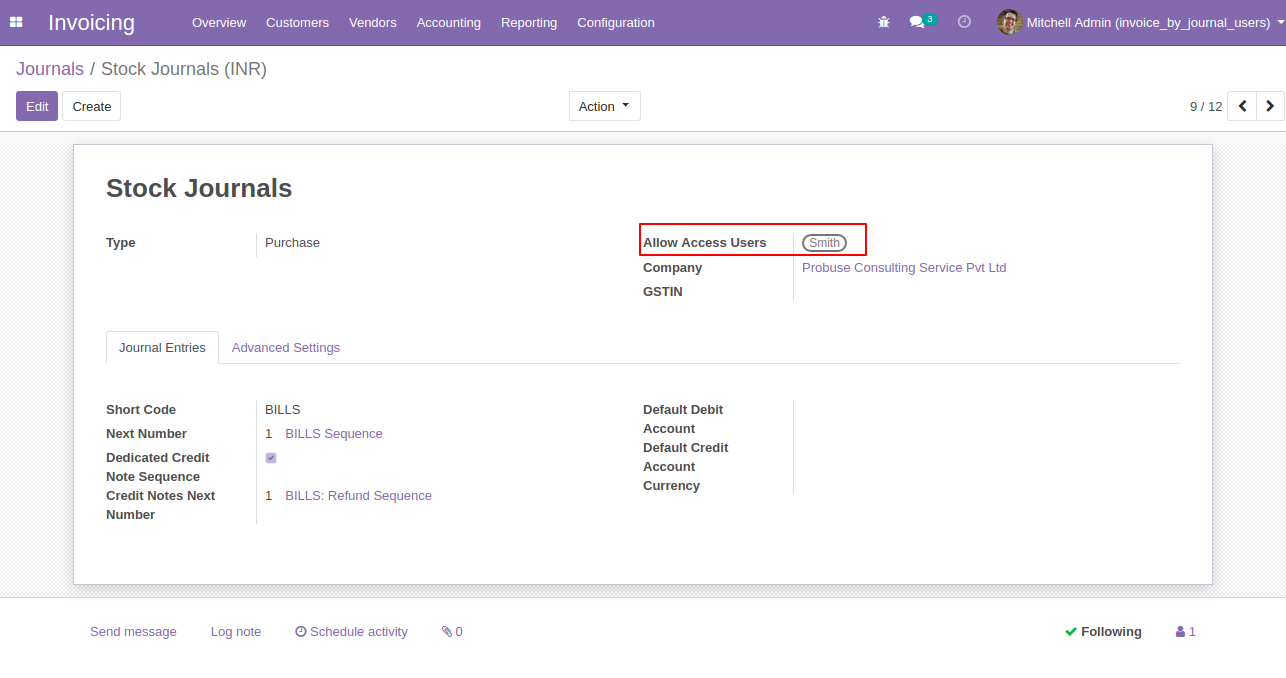 Invoicing Overview Customers Vendors Accounting Reporting Configuration 3 Mitchell Admin (invoice_by_journal_users)
Journals / Stock Journals (INR)
Edit Create Action 9 / 12
Stock Journals
Type Purchase
Allow Access Users Smith
Company Probuse Consulting Service Pvt Ltd
GSTIN
Journal Entries Advanced Settings
Short Code BILLS
Next Number 1 BILLS Sequence
Dedicated Credit
Note Sequence
Credit Notes Next 1 BILLS: Refund Sequence
Number
Default Debit
Account
Default Credit
Account
Currency
Send message Log note Schedule activity 0 Following 1